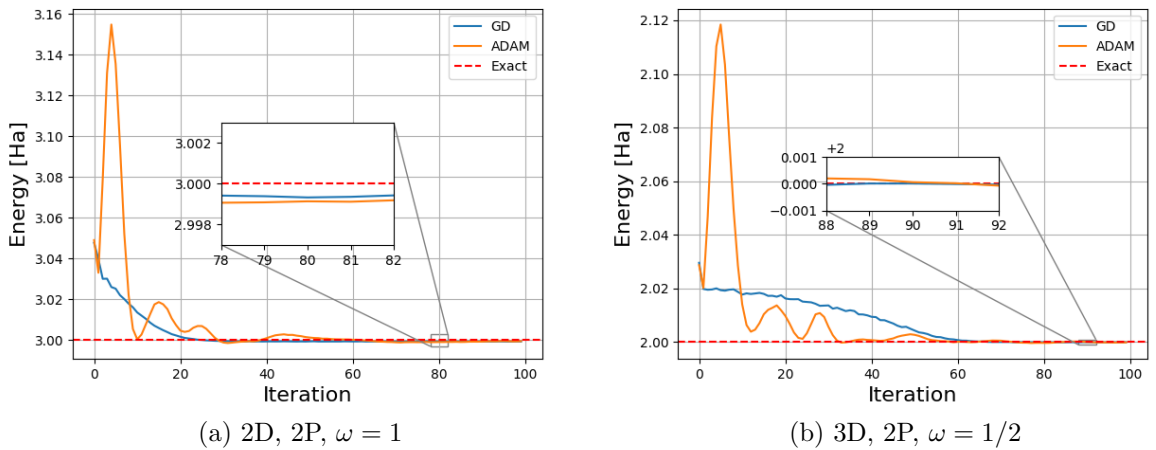 3.16
3.14
3.12
3.10
3.08
3.06
3.04
3.02
3.00
Energy [Ha]
GD
ADAM
Exact
3.002
3.000
2.998
78 79 80 81 82
0 20 40 60 80 100
Iteration
(a) 2D, 2P, ω = 1
2.12
2.10
2.08
2.06
2.04
2.02
2.00
Energy [Ha]
GD
ADAM
Exact
+2
0.001
0.000
−0.001
88 89 90 91 92
0 20 40 60 80 100
Iteration
(b) 3D, 2P, ω = 1/2